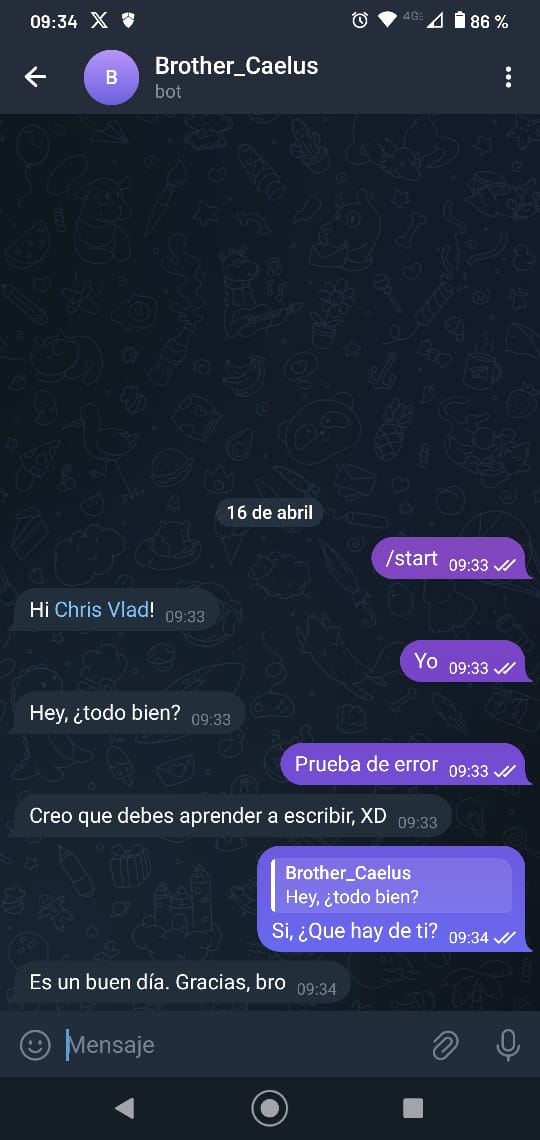 09:34 4G 86 %
B
Brother_Caelus
bot
16 de abril
/start 09:33
Hi Chris Vlad! 09:33
Yo 09:33
Hey, ¿todo bien? 09:33
Prueba de error 09:33
Creo que debes aprender a escribir, XD 09:33
Brother_Caelus
Hey, ¿todo bien?
Si, ¿Que hay de ti? 09:34
Es un buen día. Gracias, bro 09:34
Mensaje